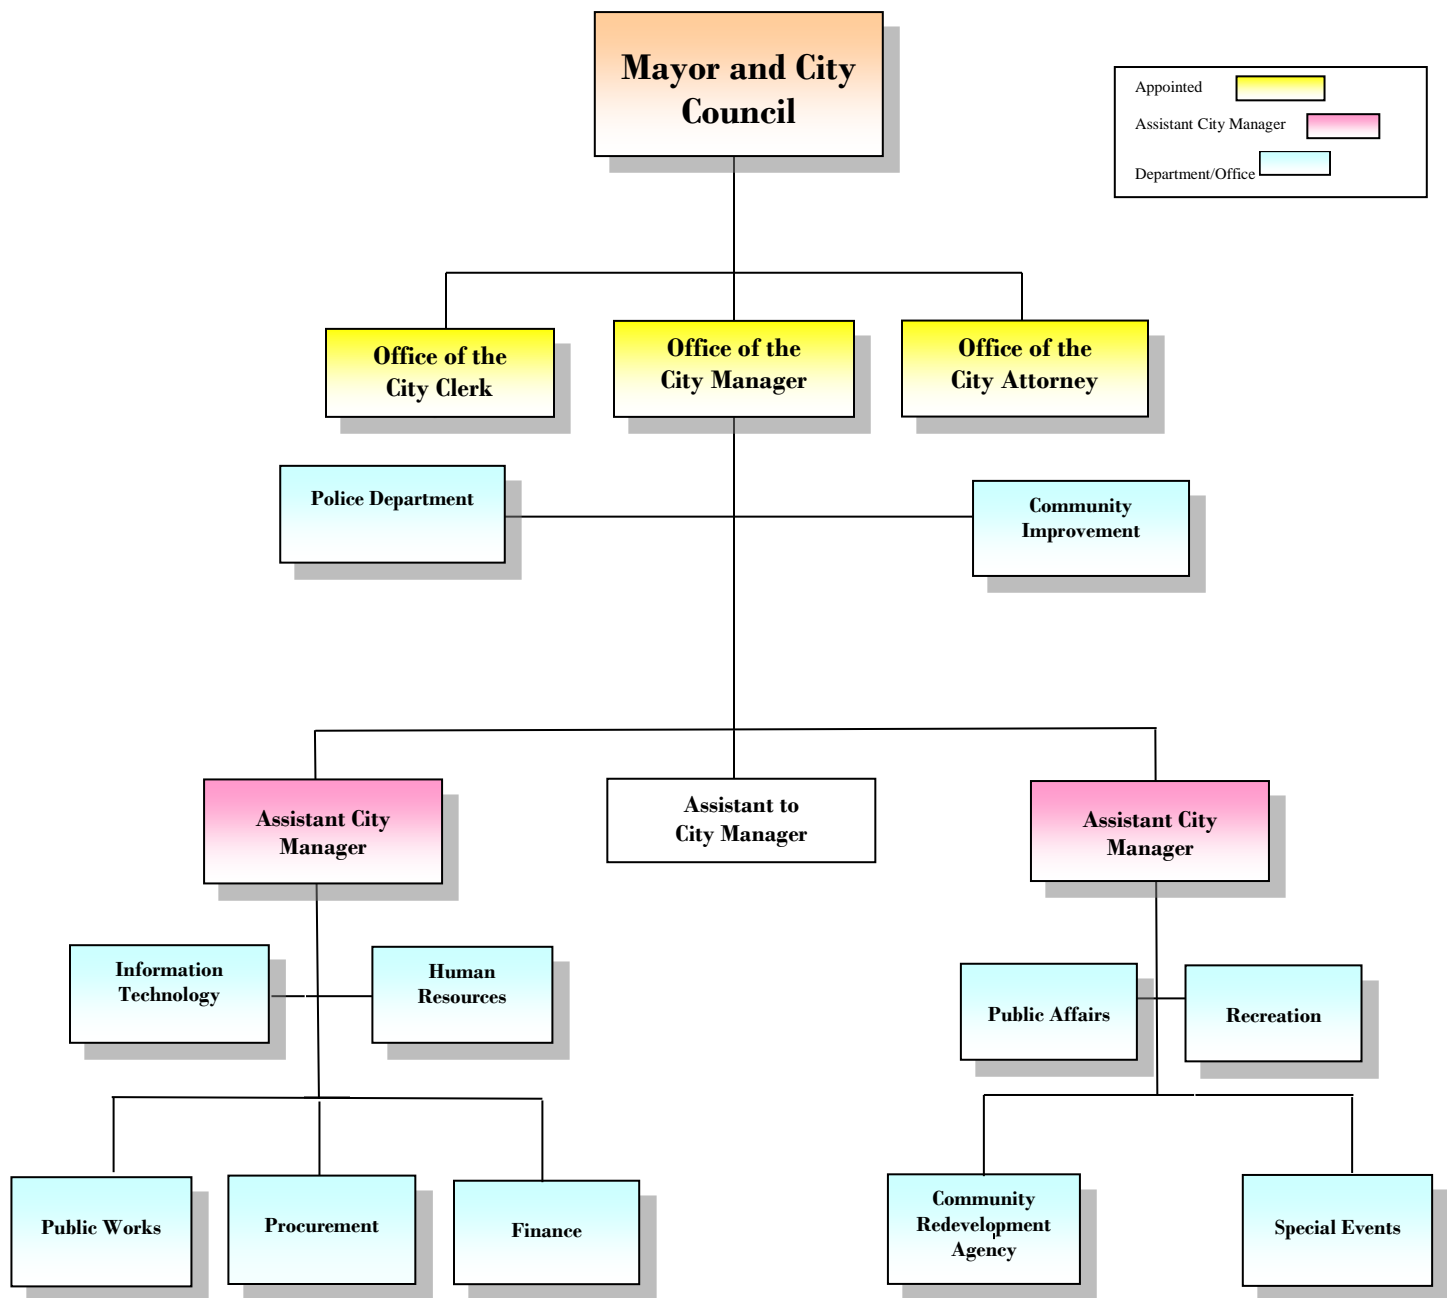 Mayor and City
Council
Appointed
Assistant City Manager
Department/Office
Office of the
City Clerk
Office of the
City Manager
Office of the
City Attorney
Police Department
Community
Improvement
Assistant City
Manager
Assistant to
City Manager
Assistant City
Manager
Information
Technology
Human
Resources
Public Affairs
Recreation
Public Works
Procurement
Finance
Community
Redevelopment
Agency
Special Events